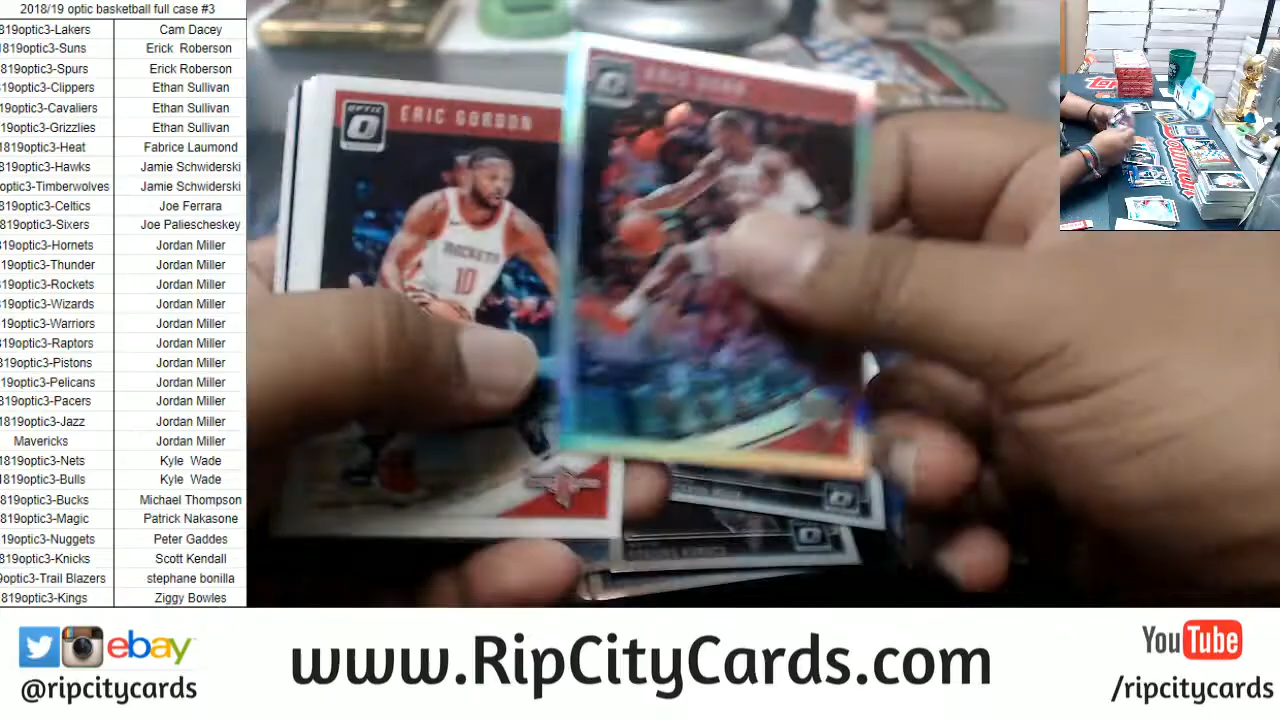 2018/19 optic basketball full case #3
819optic3-Lakers Cam Dacey
819optic3-Suns Erick Roberson
819optic3-Spurs Erick Roberson
819optic3-Clippers Ethan Sullivan
819optic3-Cavaliers Ethan Sullivan
819optic3-Grizzlies Ethan Sullivan
819optic3-Heat Fabrice Laumond
819optic3-Hawks Jamie Schwiderski
optic3-Timberwolves Jamie Schwiderski
819optic3-Celtics Joe Ferrara
819optic3-Sixers Joe Paliescheskey
19optic3-Hornets Jordan Miller
19optic3-Thunder Jordan Miller
19optic3-Rockets Jordan Miller
19optic3-Wizards Jordan Miller
19optic3-Warriors Jordan Miller
19optic3-Raptors Jordan Miller
19optic3-Pistons Jordan Miller
19optic3-Pelicans Jordan Miller
819optic3-Pacers Jordan Miller
1819optic3-Jazz Jordan Miller
Mavericks Jordan Miller
1819optic3-Nets Kyle Wade
1819optic3-Bulls Kyle Wade
819optic3-Bucks Michael Thompson
819optic3-Magic Patrick Nakasone
19optic3-Nuggets Peter Gaddes
819optic3-Knicks Scott Kendall
optic3-Trail Blazers stephane bonilla
819optic3-Kings Ziggy Bowles
OPTIC
ERIC GORDON
ROCKETS
10
ebay
@ripcitycards
www.RipCityCards.com
YouTube
/ripcitycards